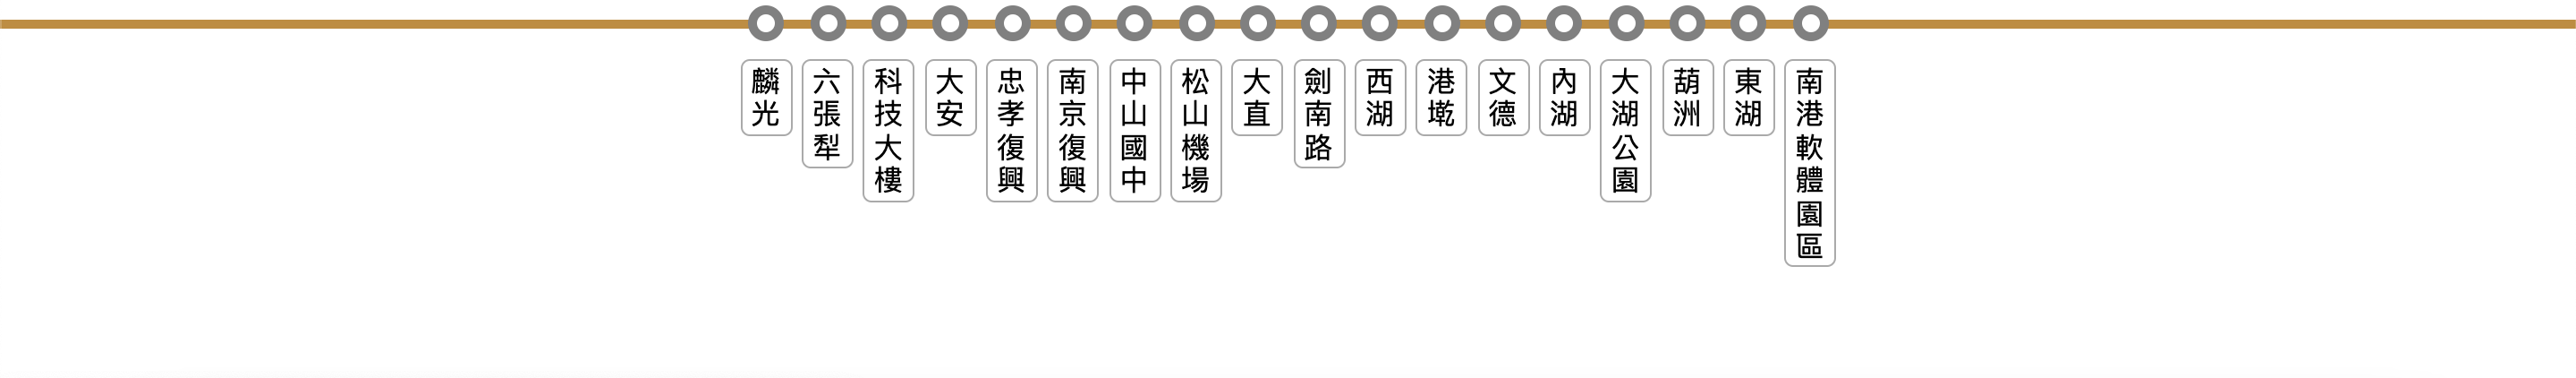 麟光
六張犁
科技大樓
大安
忠孝復興
南京復興
中山國中
松山機場
大直
劍南路
西湖
港墘
文德
內湖
大湖公園
葫洲
東湖
南港軟體園區